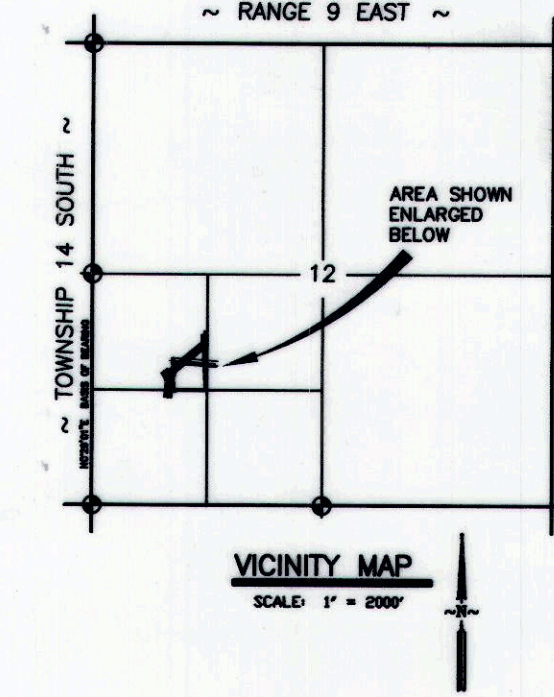 ~ RANGE 9 EAST ~
~ TOWNSHIP 14 SOUTH ~
AREA SHOWN
ENLARGED
BELOW
12
BASIS OF BEARING
VICINITY MAP
SCALE: 1" = 2000'
~N~